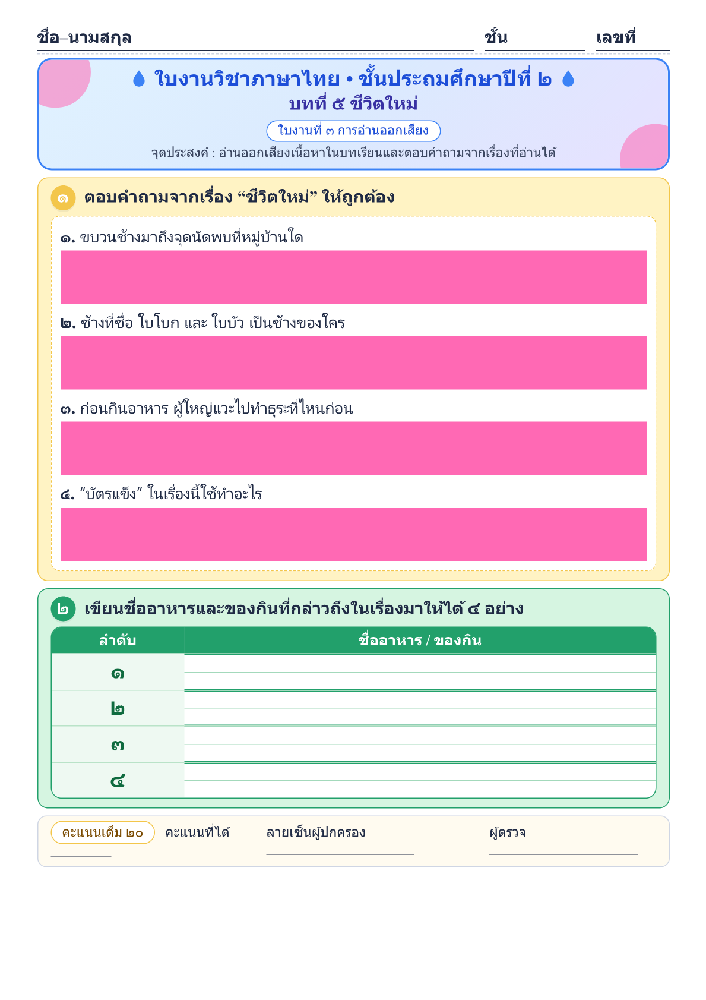 ชื่อ–นามสกุล ชั้น เลขที่
ใบงานวิชาภาษาไทย • ชั้นประถมศึกษาปีที่ ๒
บทที่ ๕ ชีวิตใหม่
ใบงานที่ ๓ การอ่านออกเสียง
จุดประสงค์ : อ่านออกเสียงเนื้อหาในบทเรียนและตอบคำถามจากเรื่องที่อ่านได้
๑ ตอบคำถามจากเรื่อง “ชีวิตใหม่” ให้ถูกต้อง
๑. ขบวนช้างมาถึงจุดนัดพบที่หมู่บ้านใด
๒. ช้างที่ชื่อ ใบโบก และ ใบบัว เป็นช้างของใคร
๓. ก่อนกินอาหาร ผู้ใหญ่แวะไปทำธุระที่ไหนก่อน
๔. “บัตรแข็ง” ในเรื่องนี้ใช้ทำอะไร
๒ เขียนชื่ออาหารและของกินที่กล่าวถึงในเรื่องมาให้ได้ ๔ อย่าง
ลำดับ ชื่ออาหาร / ของกิน
๑
๒
๓
๔
คะแนนเต็ม ๒๐ คะแนนที่ได้ ลายเซ็นผู้ปกครอง ผู้ตรวจ